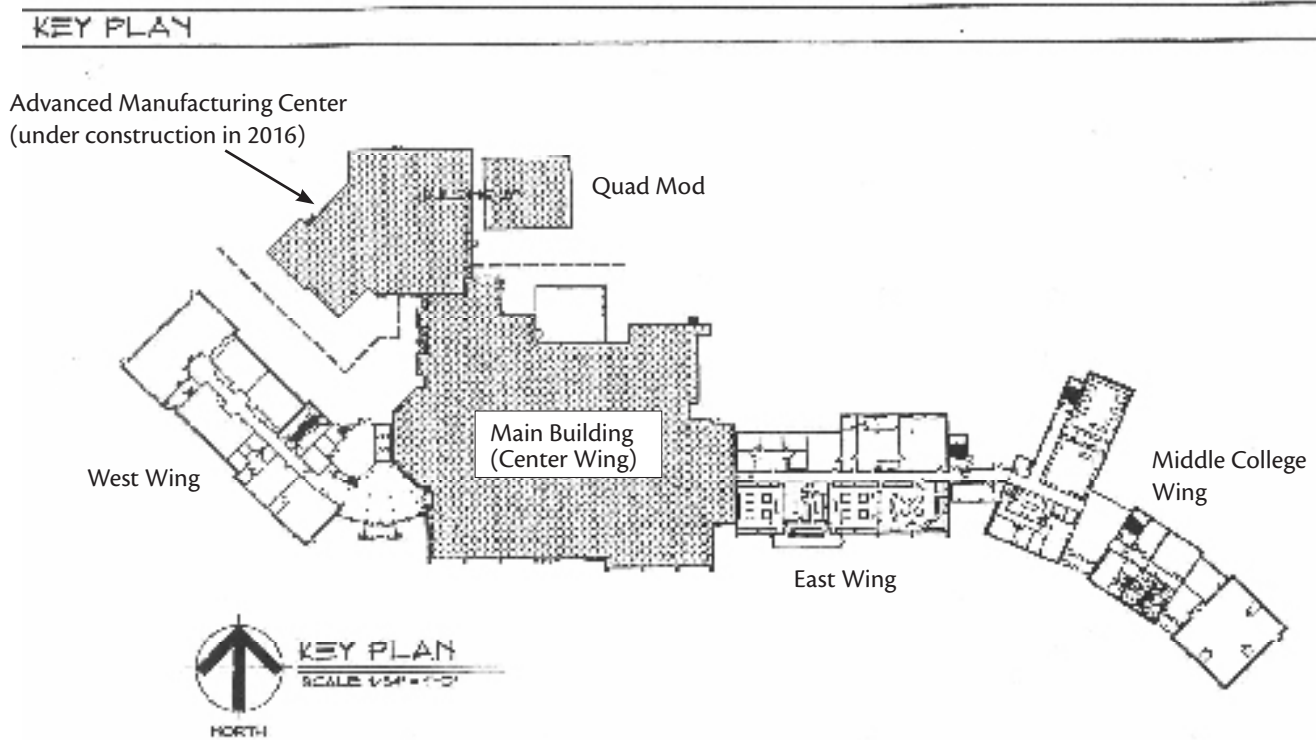 KEY PLAN
Advanced Manufacturing Center
(under construction in 2016)
Quad Mod
Main Building
(Center Wing)
West Wing
Middle College
Wing
East Wing
KEY PLAN
SCALE:
NORTH